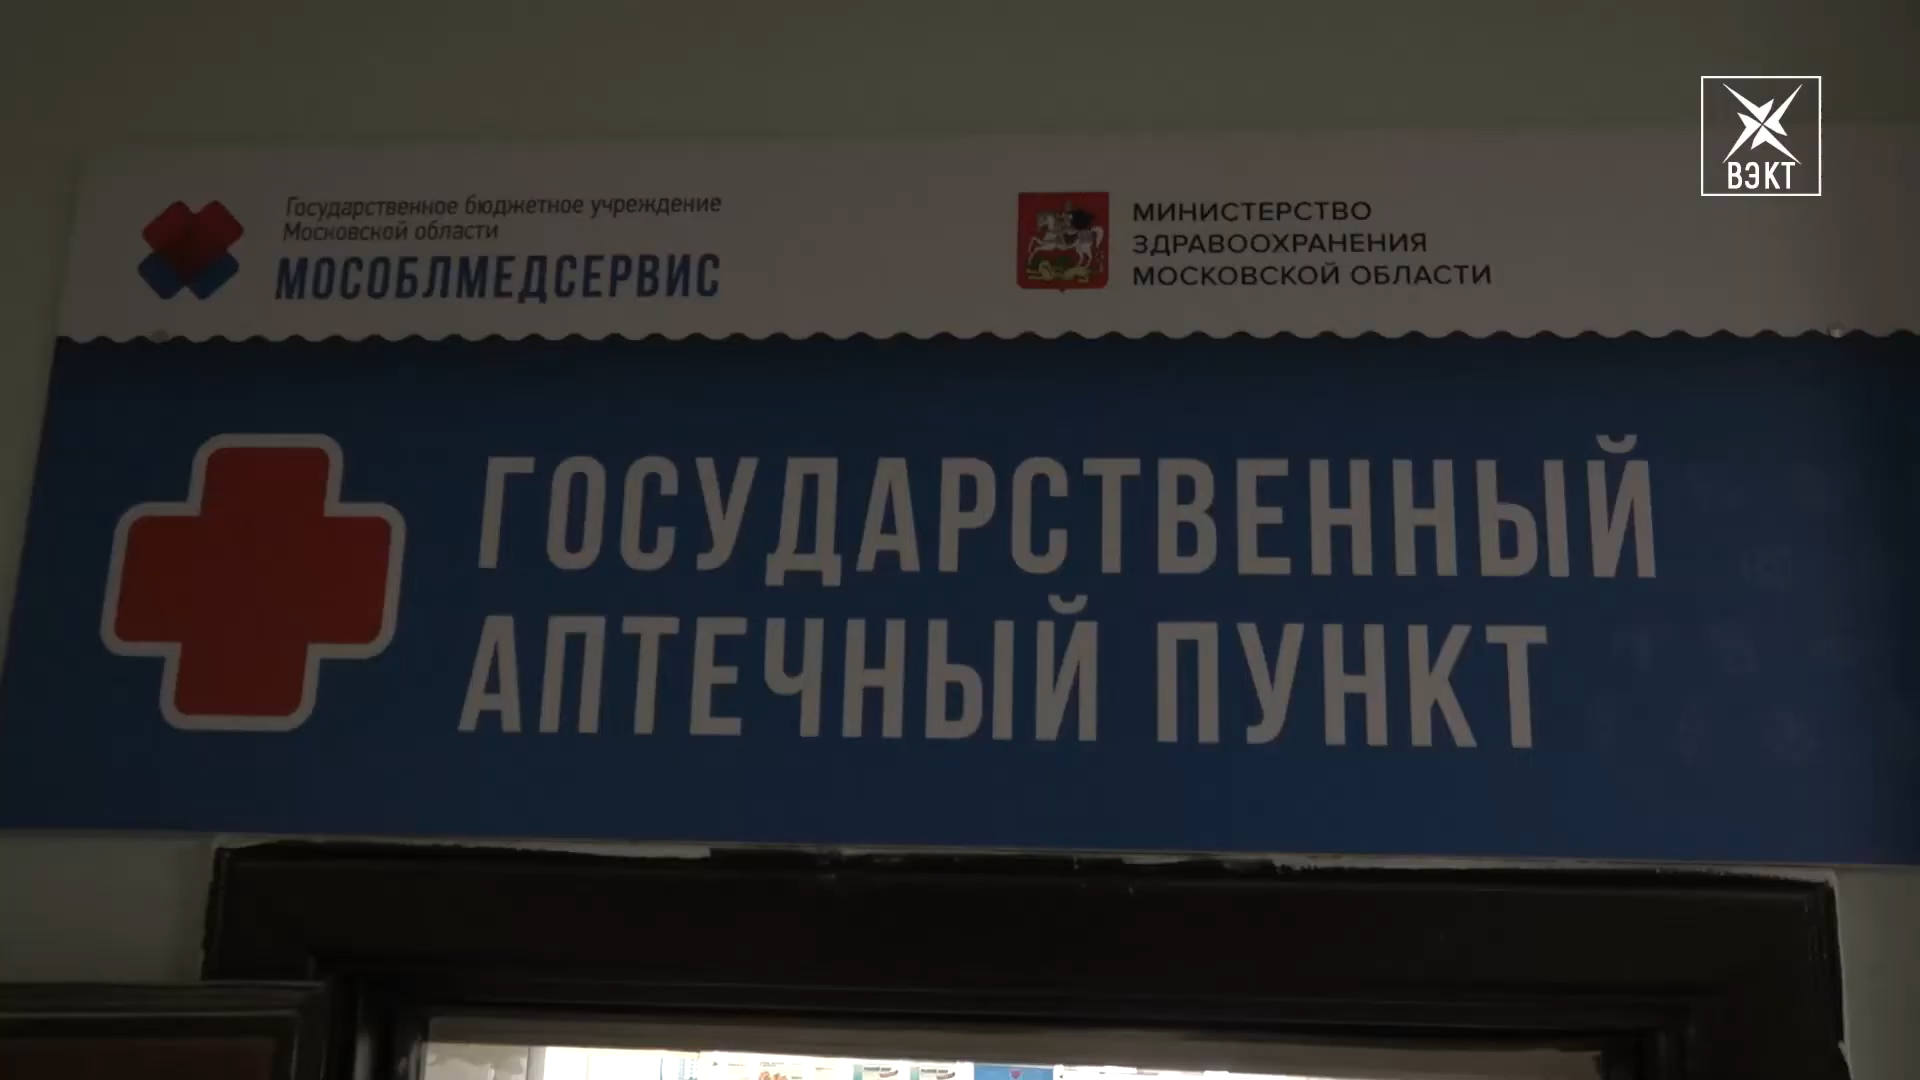 ВЭКТ
Государственное бюджетное учреждение
Московской области
МОСОБЛМЕДСЕРВИС
МИНИСТЕРСТВО
ЗДРАВООХРАНЕНИЯ
МОСКОВСКОЙ ОБЛАСТИ
ГОСУДАРСТВЕННЫЙ
АПТЕЧНЫЙ ПУНКТ